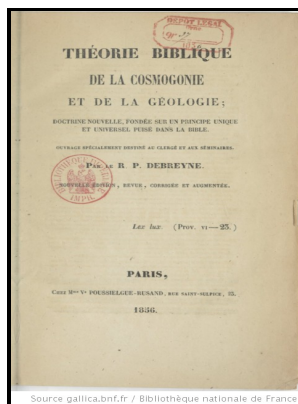 DÉPÔT LÉGAL
THÉORIE BIBLIQUE
DE LA COSMOGONIE
ET DE LA GÉOLOGIE;
DOCTRINE NOUVELLE, FONDÉE SUR UN PRINCIPE UNIQUE
ET UNIVERSEL PUISÉ DANS LA BIBLE.
OUVRAGE SPÉCIALEMENT DESTINÉ AU CLERGÉ ET AUX SÉMINAIRES.
PAR LE R. P. DEBREYNE.
NOUVELLE ÉDITION, REVUE, CORRIGÉE ET AUGMENTÉE.
Lex lux. (Prov. VI—23.)
PARIS,
CHEZ Mme Ve POUSSIELGUE-RUSAND, RUE SAINT-SULPICE, 23.
1856.
Source gallica.bnf.fr / Bibliothèque nationale de France